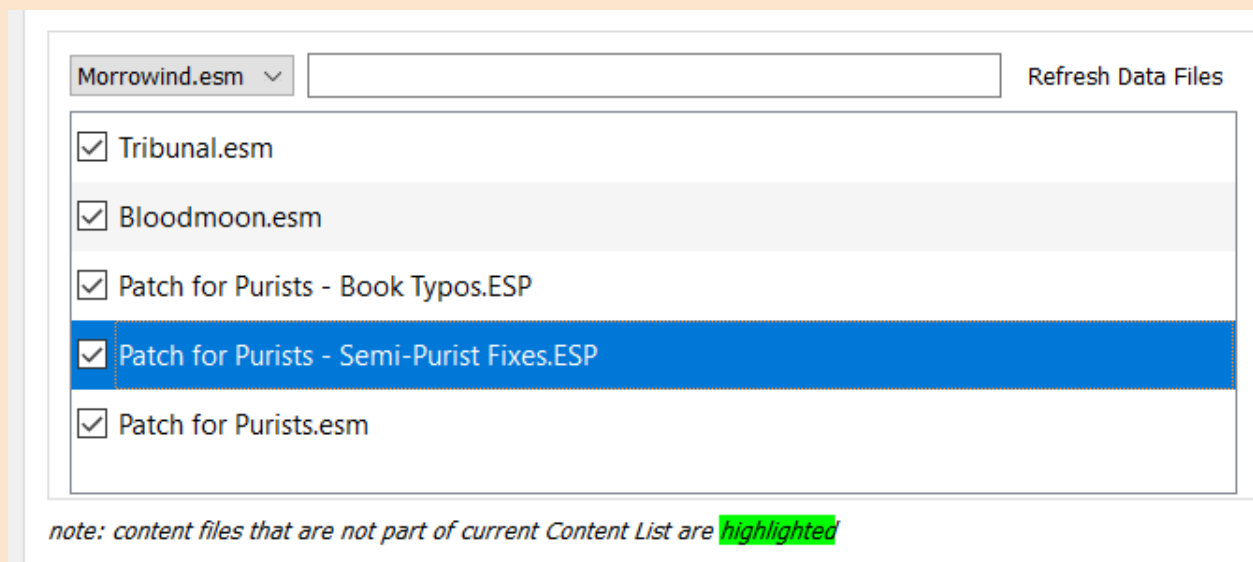 Morrowind.esm Refresh Data Files
Tribunal.esm
Bloodmoon.esm
Patch for Purists - Book Typos.ESP
Patch for Purists - Semi-Purist Fixes.ESP
Patch for Purists.esm
note: content files that are not part of current Content List are highlighted